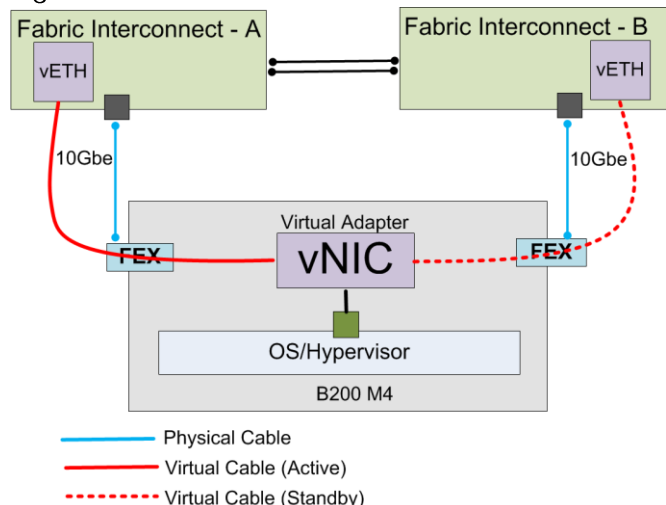 Fabric Interconnect - A
Fabric Interconnect - B
vETH
vETH
10Gbe
10Gbe
Virtual Adapter
FEX
vNIC
FEX
OS/Hypervisor
B200 M4
Physical Cable
Virtual Cable (Active)
Virtual Cable (Standby)